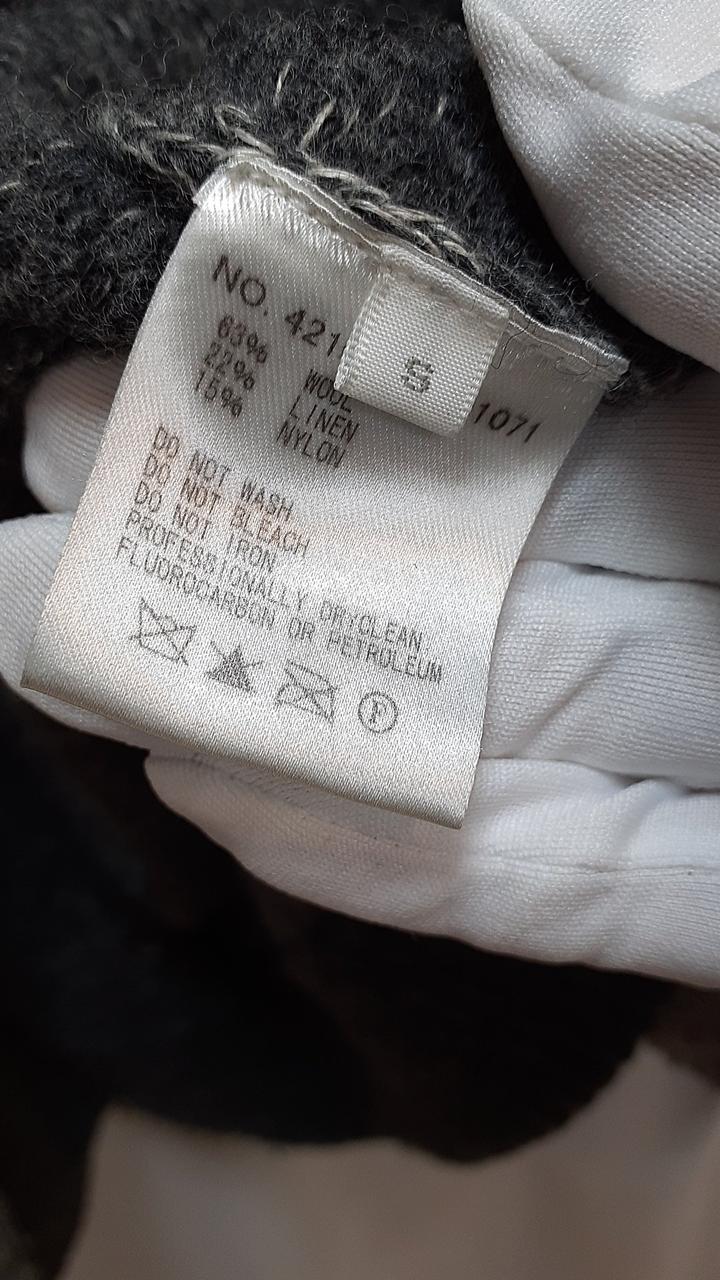 NO. 421
S
1071
63% WOOL
22% LINEN
15% NYLON
DO NOT WASH
DO NOT BLEACH
DO NOT IRON
PROFESSIONALLY DRYCLEAN,
FLUOROCARBON OR PETROLEUM
F